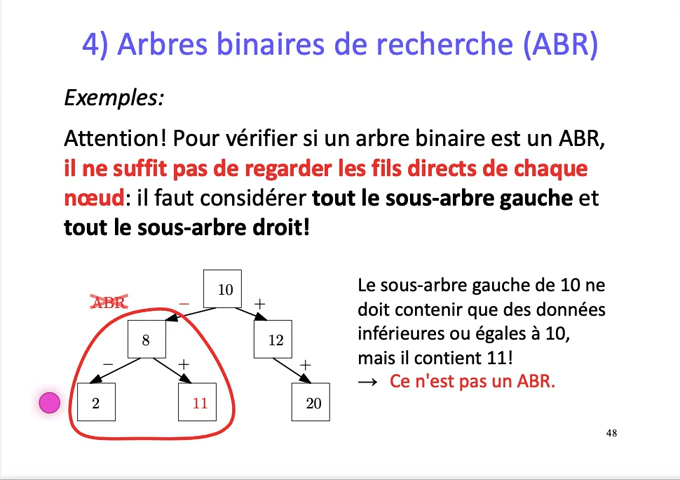 4) Arbres binaires de recherche (ABR)
Exemples:
Attention! Pour vérifier si un arbre binaire est un ABR,
il ne suffit pas de regarder les fils directs de chaque
nœud: il faut considérer tout le sous-arbre gauche et
tout le sous-arbre droit!
ABR
10
− +
8
12
− + +
2
11
20
Le sous-arbre gauche de 10 ne
doit contenir que des données
inférieures ou égales à 10,
mais il contient 11!
→ Ce n'est pas un ABR.
48